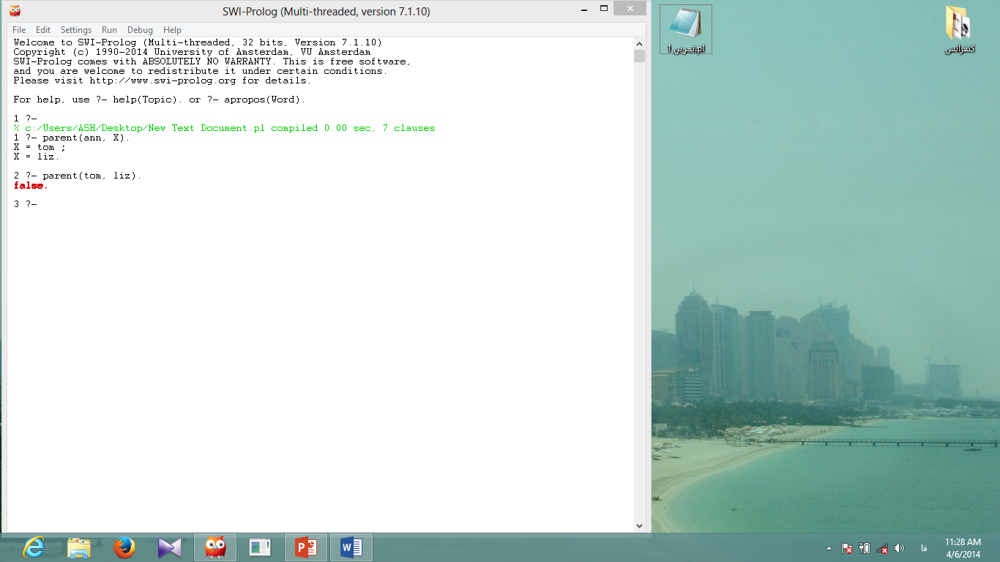 SWI-Prolog (Multi-threaded, version 7.1.10)
File Edit Settings Run Debug Help
Welcome to SWI-Prolog (Multi-threaded, 32 bits, Version 7.1.10)
Copyright (c) 1990-2014 University of Amsterdam, VU Amsterdam
SWI-Prolog comes with ABSOLUTELY NO WARRANTY. This is free software,
and you are welcome to redistribute it under certain conditions.
Please visit http://www.swi-prolog.org for details.
For help, use ?- help(Topic). or ?- apropos(Word).
1 ?-
% c:/Users/ASH/Desktop/New Text Document.pl compiled 0.00 sec, 7 clauses
1 ?- parent(ann, X).
X = tom ;
X = liz.
2 ?- parent(tom, liz).
false.
3 ?-
تمرین 1.pl
کنفرانس
فا
11:28 AM
4/6/2014